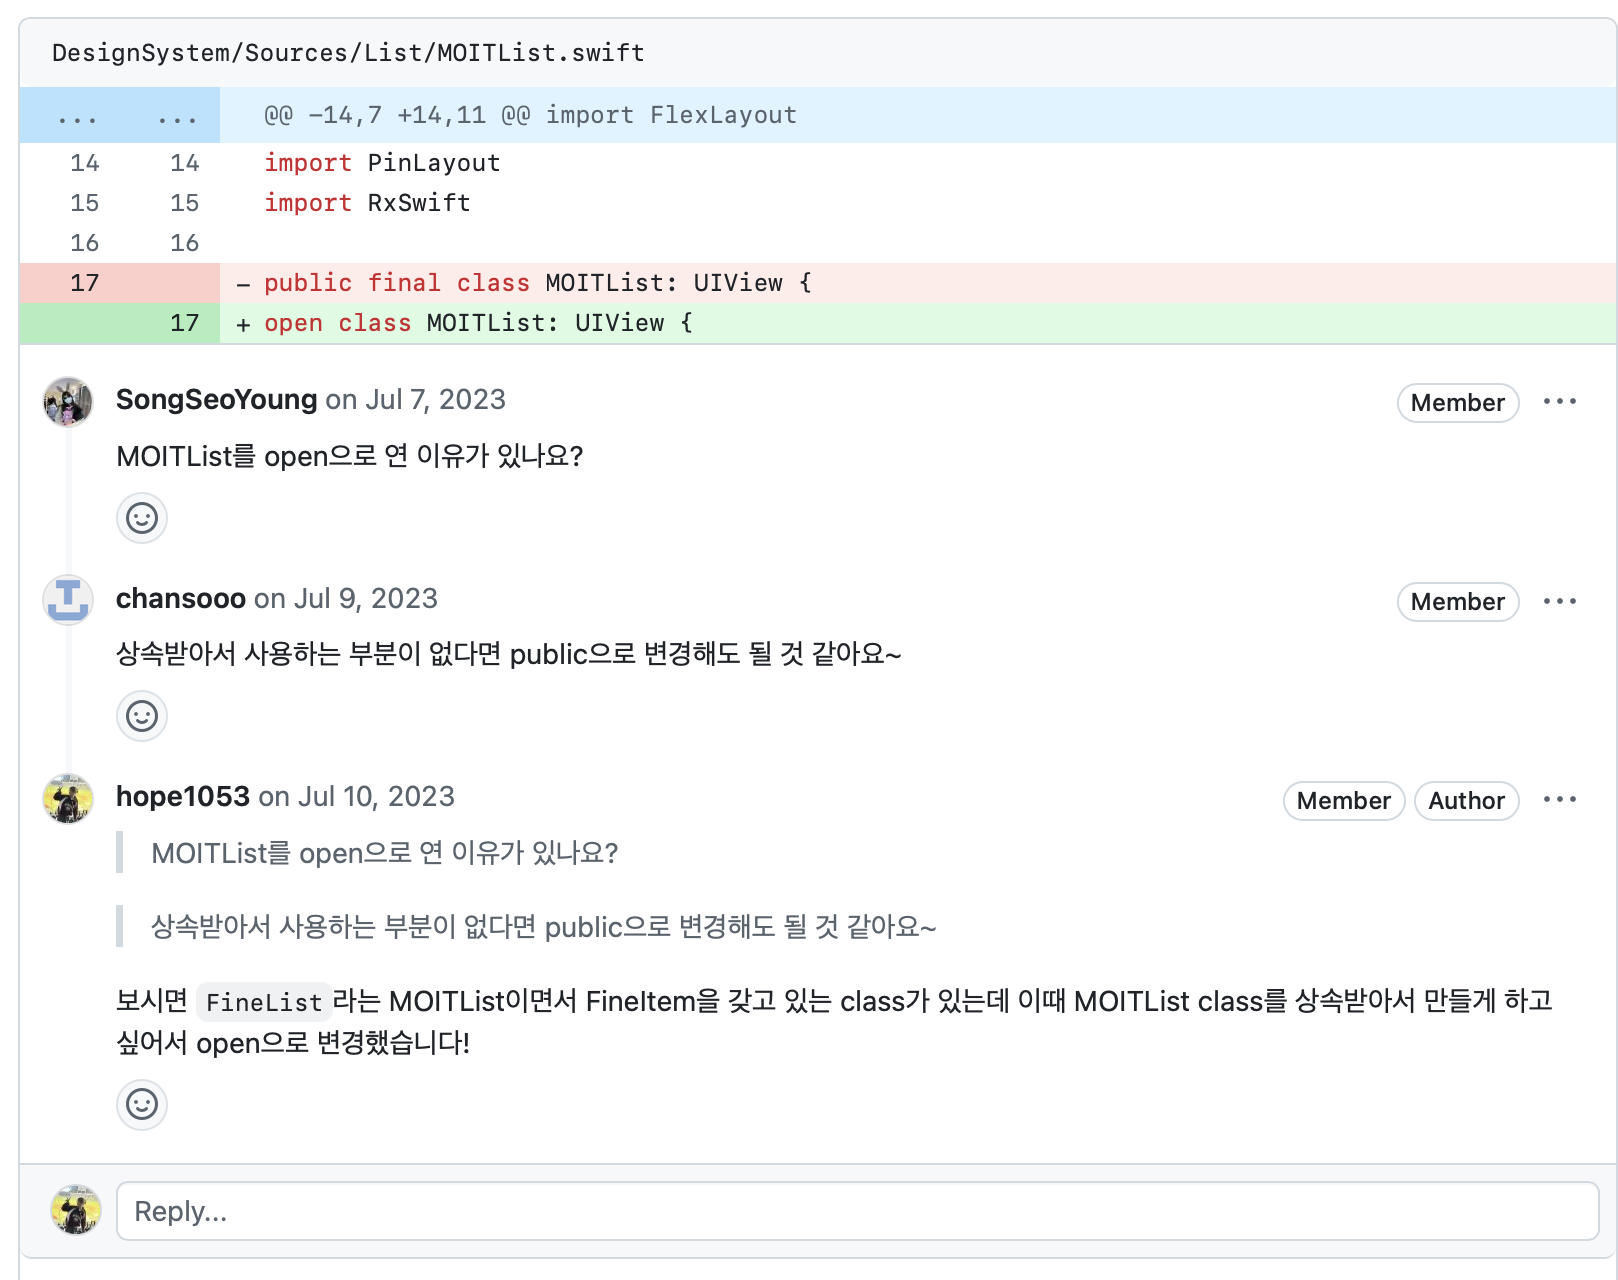 DesignSystem/Sources/List/MOITList.swift
... ... @@ -14,7 +14,11 @@ import FlexLayout
14 14 import PinLayout
15 15 import RxSwift
16 16
17 - public final class MOITList: UIView {
17 + open class MOITList: UIView {
SongSeoYoung on Jul 7, 2023 Member ...
MOITList를 open으로 연 이유가 있나요?
chansooo on Jul 9, 2023 Member ...
상속받아서 사용하는 부분이 없다면 public으로 변경해도 될 것 같아요~
hope1053 on Jul 10, 2023 Member Author ...
MOITList를 open으로 연 이유가 있나요?
상속받아서 사용하는 부분이 없다면 public으로 변경해도 될 것 같아요~
보시면 FineList라는 MOITList이면서 FineItem을 갖고 있는 class가 있는데 이때 MOITList class를 상속받아서 만들게 하고
싶어서 open으로 변경했습니다!
Reply...